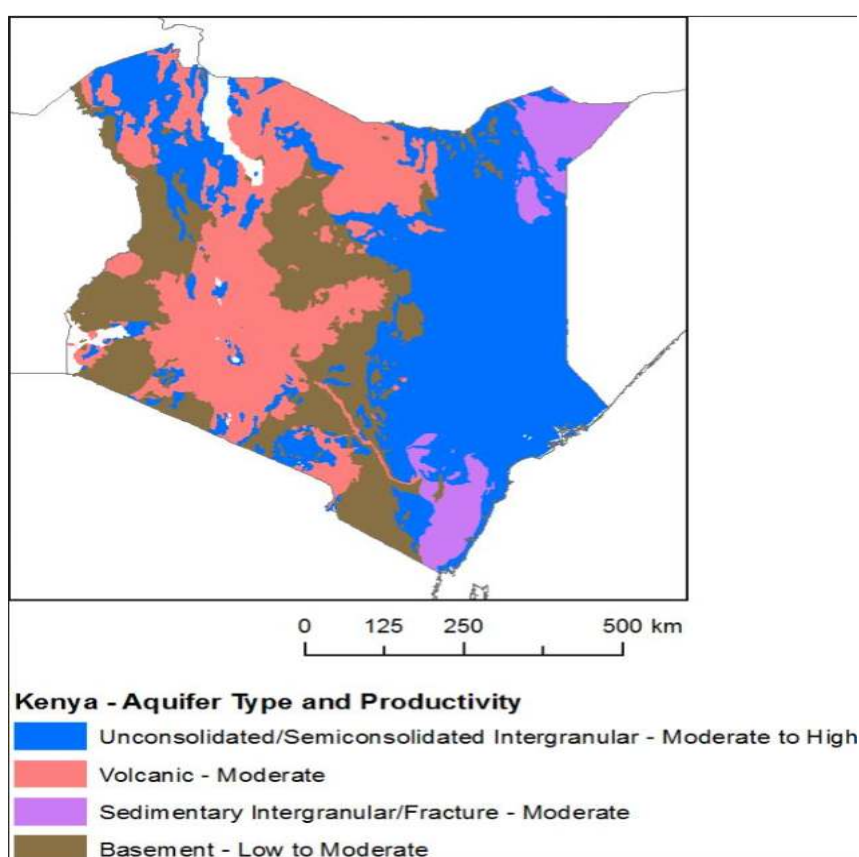 0 125 250 500 km
Kenya - Aquifer Type and Productivity
Unconsolidated/Semiconsolidated Intergranular - Moderate to High
Volcanic - Moderate
Sedimentary Intergranular/Fracture - Moderate
Basement - Low to Moderate